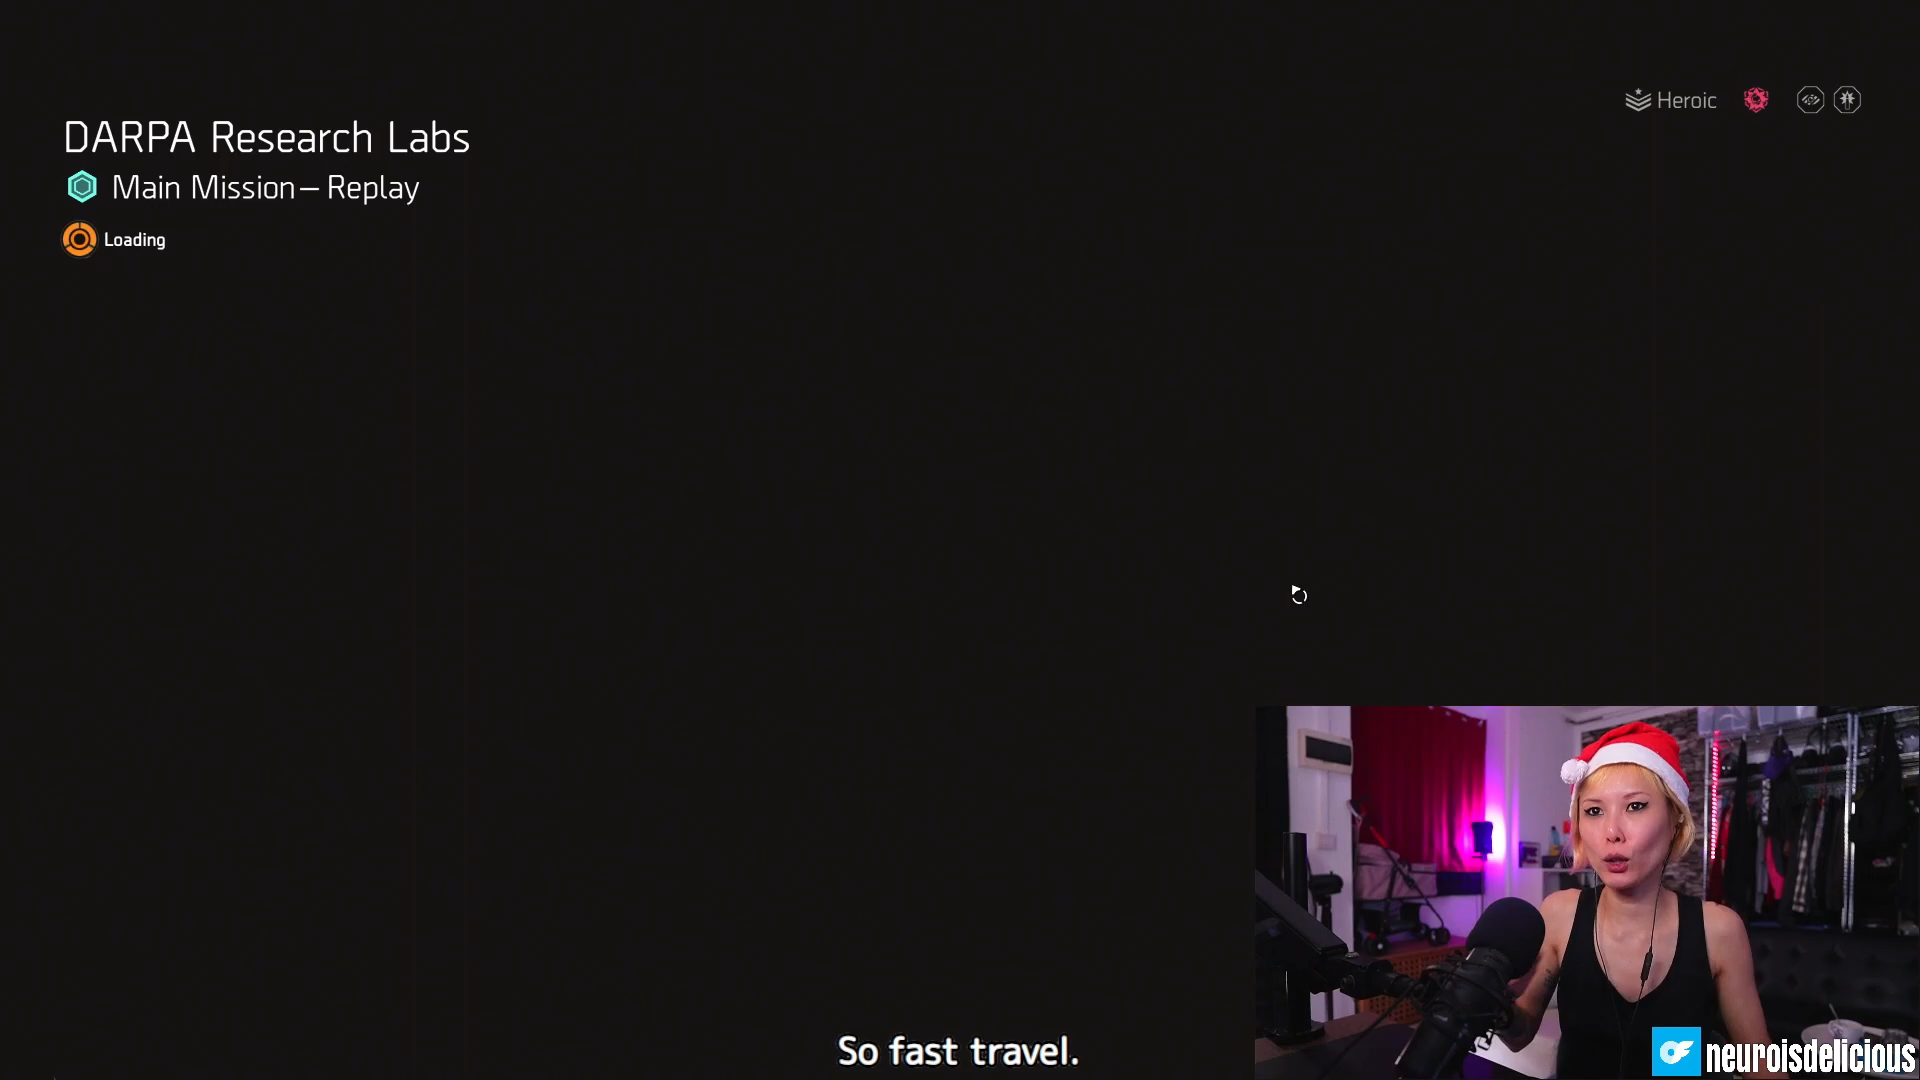 Heroic
DARPA Research Labs
Main Mission – Replay
Loading
So fast travel.
neuroisdelicious